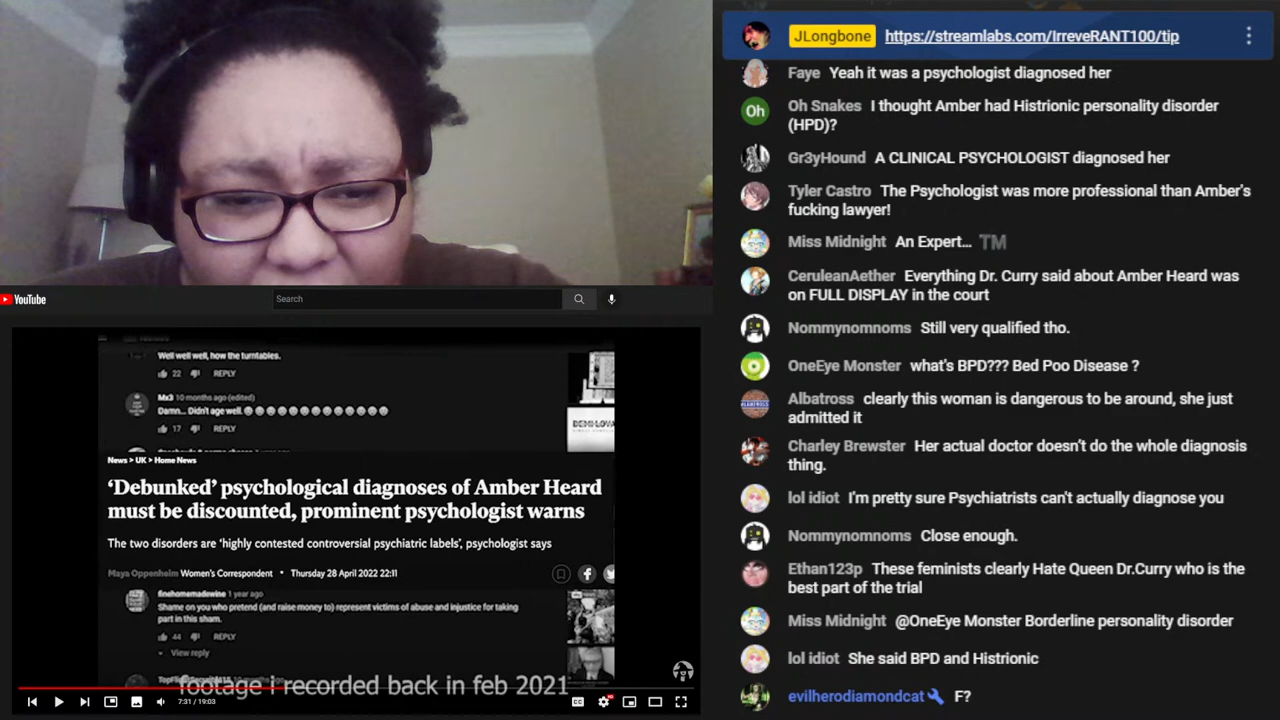 JLongbone https://streamlabs.com/IrreveRANT100/tip
Faye Yeah it was a psychologist diagnosed her
Oh
Oh Snakes I thought Amber had Histrionic personality disorder
(HPD)?
Gr3yHound A CLINICAL PSYCHOLOGIST diagnosed her
Tyler Castro The Psychologist was more professional than Amber's
fucking lawyer!
Miss Midnight An Expert... TM
CeruleanAether Everything Dr. Curry said about Amber Heard was
on FULL DISPLAY in the court
Nommynomnoms Still very qualified tho.
OneEye Monster what's BPD??? Bed Poo Disease ?
Albatross clearly this woman is dangerous to be around, she just
admitted it
Charley Brewster Her actual doctor doesn't do the whole diagnosis
thing.
lol idiot I'm pretty sure Psychiatrists can't actually diagnose you
Nommynomnoms Close enough.
Ethan123p These feminists clearly Hate Queen Dr.Curry who is the
best part of the trial
Miss Midnight @OneEye Monster Borderline personality disorder
lol idiot She said BPD and Histrionic
evilherodiamondcat F?
YouTube
Search
Well well well, how the turntables.
22 REPLY
Mx3 10 months ago (edited)
Damn... Didn't age well.
17 REPLY
DEMI LOVA
News > UK > Home News
'Debunked' psychological diagnoses of Amber Heard
must be discounted, prominent psychologist warns
The two disorders are 'highly contested controversial psychiatric labels', psychologist says
Maya Oppenheim Women's Correspondent • Thursday 28 April 2022 22:11
finehomemadewine 1 year ago
Shame on you who pretend (and raise money to) represent victims of abuse and injustice for taking
part in this sham.
44 REPLY
View reply
footage I recorded back in feb 2021
7:31 / 19:03
CC
HD